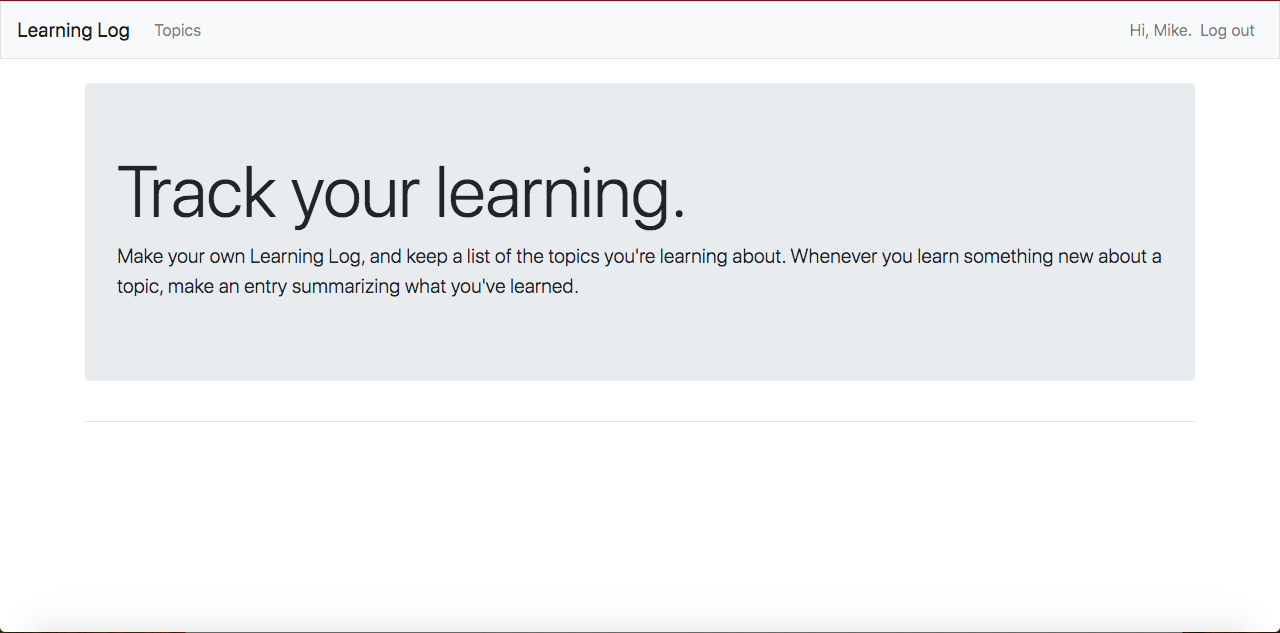 Learning Log Topics Hi, Mike. Log out
Track your learning.
Make your own Learning Log, and keep a list of the topics you're learning about. Whenever you learn something new about a
topic, make an entry summarizing what you've learned.